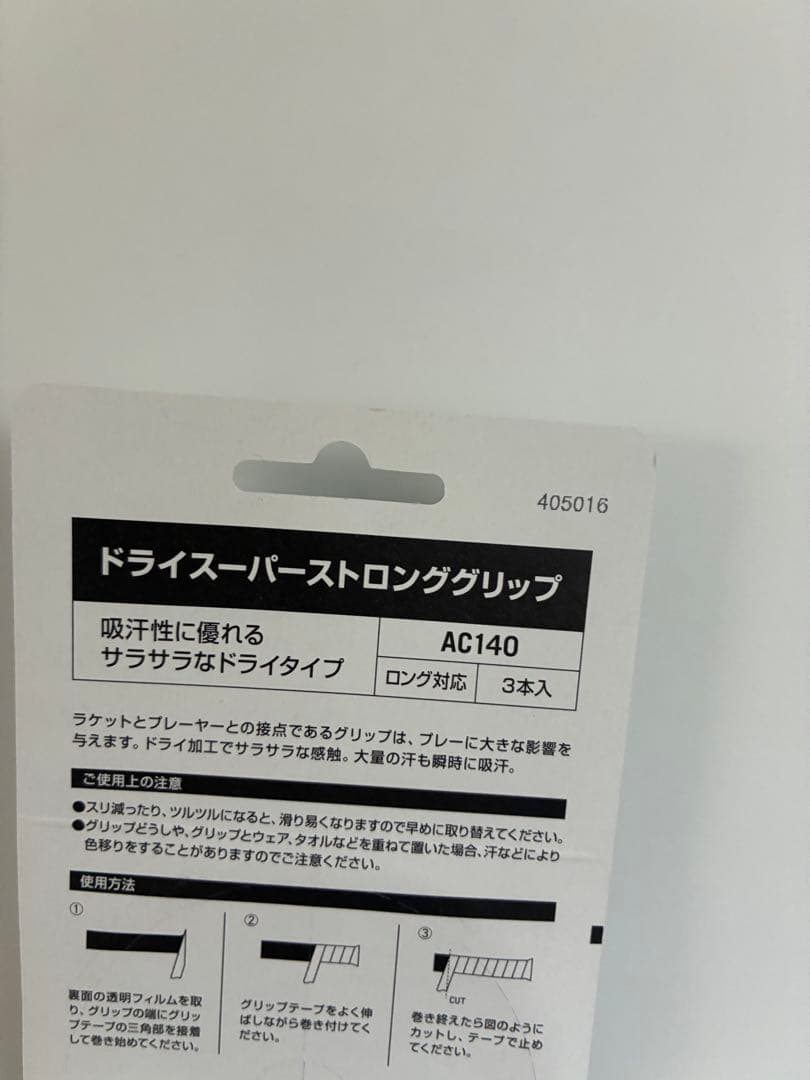 405016
ドライスーパーストロンググリップ
吸汗性に優れる
サラサラなドライタイプ
AC140
ロング対応
3本入
ラケットとプレーヤーとの接点であるグリップは、プレーに大きな影響を
与えます。ドライ加工でサラサラな感触。大量の汗も瞬時に吸汗。
ご使用上の注意
●スリ減ったり、ツルツルになると、滑り易くなりますので早めに取り替えてください。
●グリップどうしや、グリップとウェア、タオルなどを重ねて置いた場合、汗などにより
色移りをすることがありますのでご注意ください。
使用方法
①
裏面の透明フィルムを取
り、グリップの端にグリッ
プテープの三角部を接着
して巻き始めてください。
②
グリップテープをよく伸
ばしながら巻き付けてく
ださい。
③
CUT
巻き終えたら図のように
カットし、テープで止め
てください。